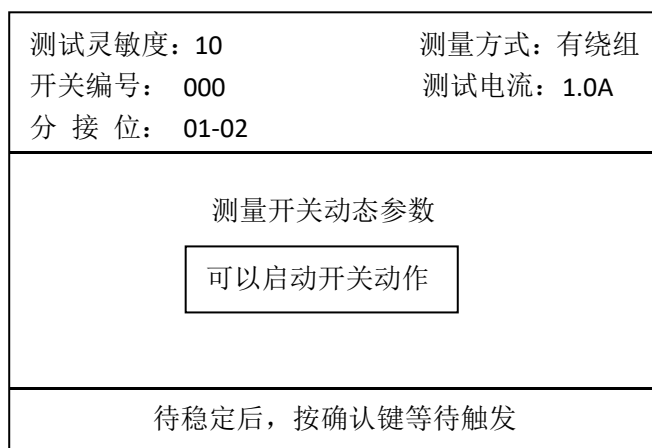 测试灵敏度：10 测量方式：有绕组
开关编号： 000 测试电流：1.0A
分 接 位： 01-02
测量开关动态参数
可以启动开关动作
待稳定后，按确认键等待触发